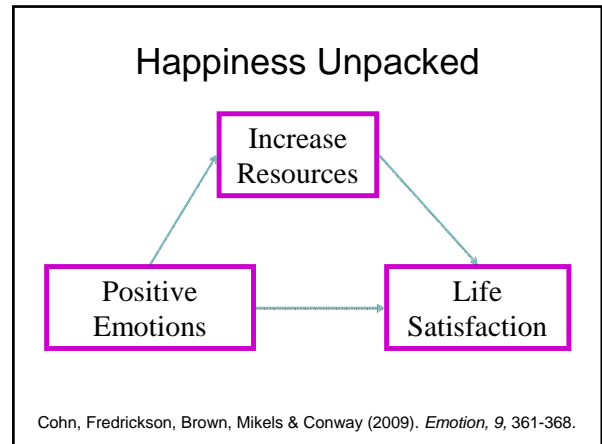 Happiness Unpacked
Increase
Resources
Positive
Emotions
Life
Satisfaction
Cohn, Fredrickson, Brown, Mikels & Conway (2009). Emotion, 9, 361-368.